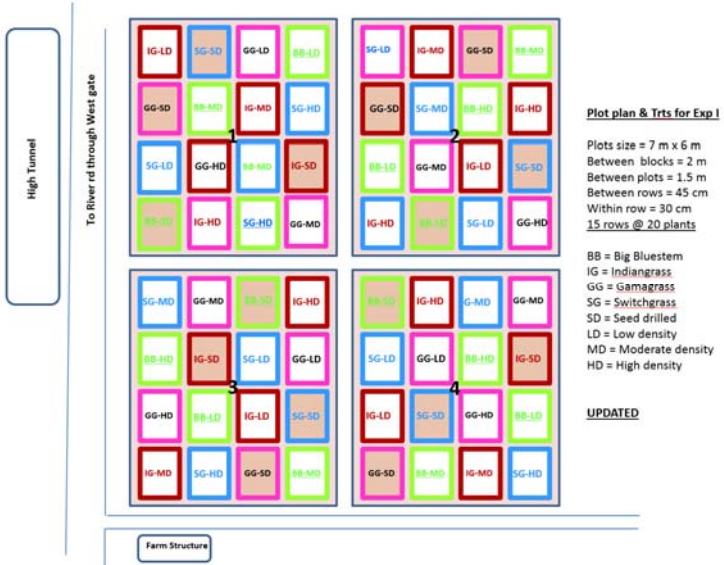 High Tunnel
To River rd through West gate
IG-LD SG-SD GG-LD BB-LD
GG-SD BB-MD IG-MD SG-HD
1
SG-LD GG-HD BB-MD IG-SD
BB-SD IG-HD SG-HD GG-MD
SG-LD IG-MD GG-SD BB-MD
GG-SD SG-MD BB-HD IG-HD
2
BB-LD GG-MD IG-LD SG-SD
IG-HD BB-SD SG-LD GG-HD
SG-MD GG-MD BB-SD IG-HD
BB-HD IG-SD SG-LD GG-LD
3
GG-HD BB-LD IG-LD SG-SD
IG-MD SG-HD GG-SD BB-MD
BB-SD IG-HD G-MD GG-MD
SG-LD GG-LD BB-HD IG-SD
4
IG-LD SG-SD GG-HD BB-LD
GG-SD BB-MD IG-MD SG-HD
Farm Structure
Plot plan & Trts for Exp I
Plots size = 7 m x 6 m
Between blocks = 2 m
Between plots = 1.5 m
Between rows = 45 cm
Within row = 30 cm
15 rows @ 20 plants
BB = Big Bluestem
IG = Indiangrass
GG = Gamagrass
SG = Switchgrass
SD = Seed drilled
LD = Low density
MD = Moderate density
HD = High density
UPDATED